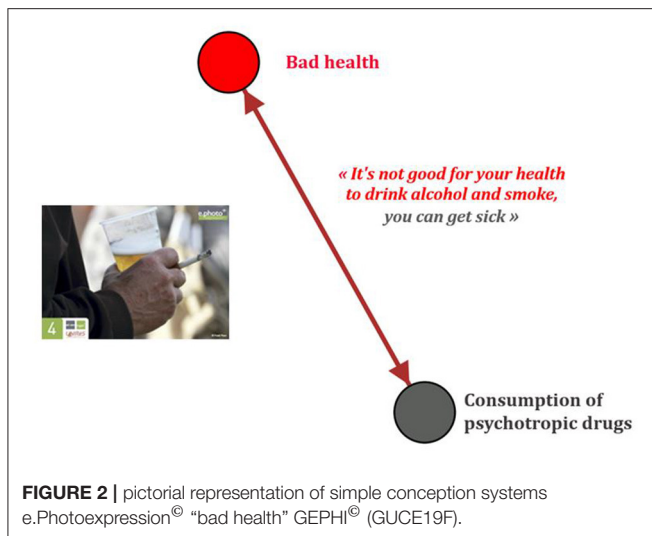 Bad health
« It's not good for your health
to drink alcohol and smoke,
you can get sick »
e.photo
4
Consumption of
psychotropic drugs
FIGURE 2 | pictorial representation of simple conception systems
e.Photoexpression© “bad health” GEPHI© (GUCE19F).